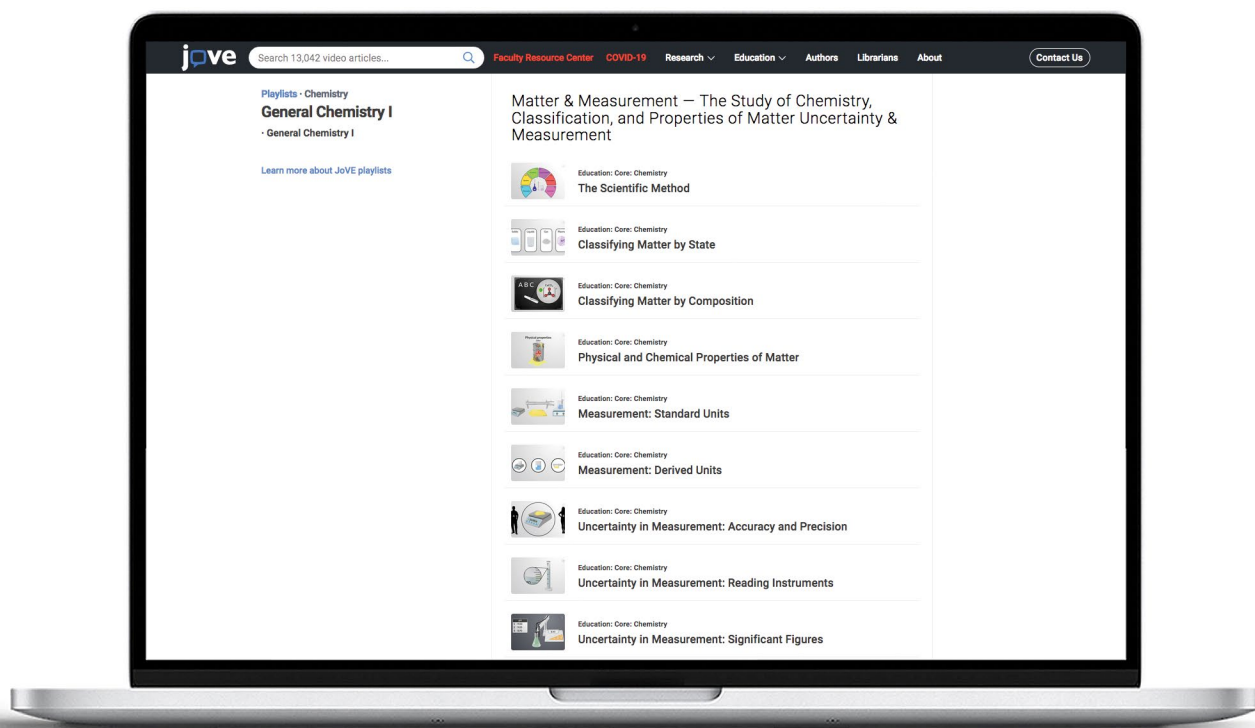 jove
Search 13,042 video articles...
Faculty Resource Center COVID-19 Research Education Authors Librarians About Contact Us
Playlists · Chemistry
General Chemistry I
· General Chemistry I
Learn more about JoVE playlists
Matter & Measurement — The Study of Chemistry,
Classification, and Properties of Matter Uncertainty &
Measurement
Education: Core: Chemistry
The Scientific Method
Education: Core: Chemistry
Classifying Matter by State
ABC
Education: Core: Chemistry
Classifying Matter by Composition
Physical properties
Education: Core: Chemistry
Physical and Chemical Properties of Matter
Education: Core: Chemistry
Measurement: Standard Units
Education: Core: Chemistry
Measurement: Derived Units
Education: Core: Chemistry
Uncertainty in Measurement: Accuracy and Precision
Education: Core: Chemistry
Uncertainty in Measurement: Reading Instruments
Education: Core: Chemistry
Uncertainty in Measurement: Significant Figures